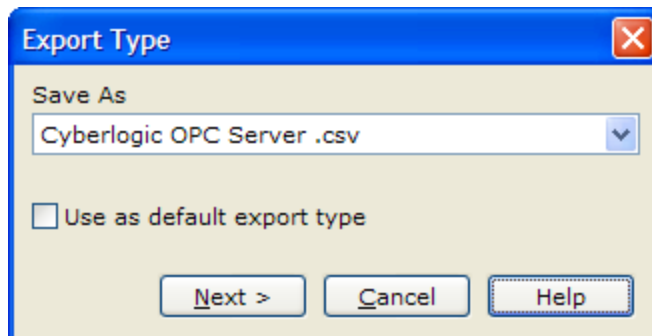 Export Type
Save As
Cyberlogic OPC Server .csv
Use as default export type
Next >
Cancel
Help